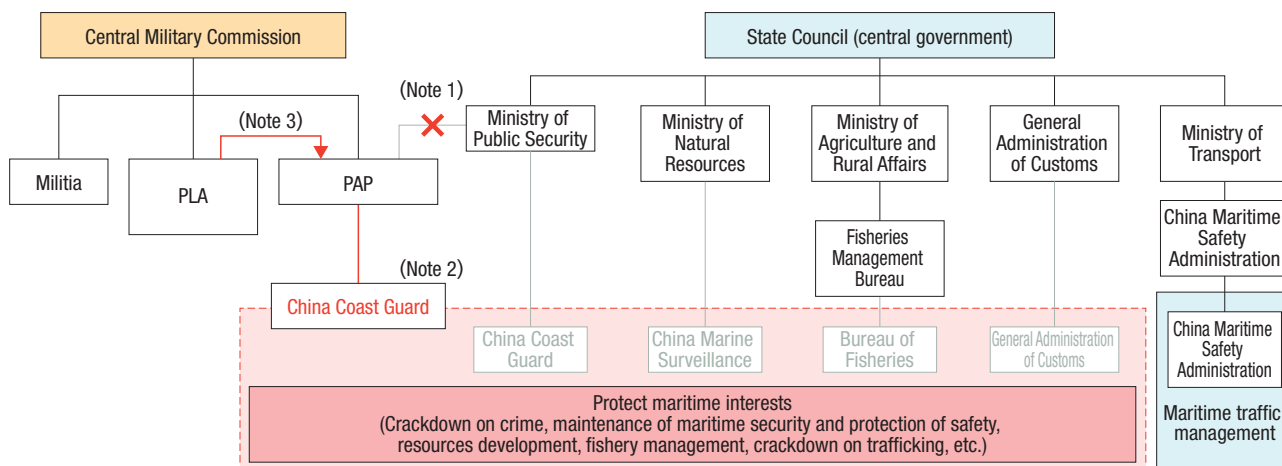 Central Military Commission
State Council (central government)
(Note 1)
(Note 3)
Militia
PLA
PAP
Ministry of
Public Security
Ministry of
Natural
Resources
Ministry of
Agriculture and
Rural Affairs
General
Administration
of Customs
Ministry of
Transport
Fisheries
Management
Bureau
China Maritime
Safety
Administration
(Note 2)
China Coast Guard
China Coast
Guard
China Marine
Surveillance
Bureau of
Fisheries
General Administration
of Customs
China Maritime
Safety
Administration
Protect maritime interests
(Crackdown on crime, maintenance of maritime security and protection of safety,
resources development, fishery management, crackdown on trafficking, etc.)
Maritime traffic
management